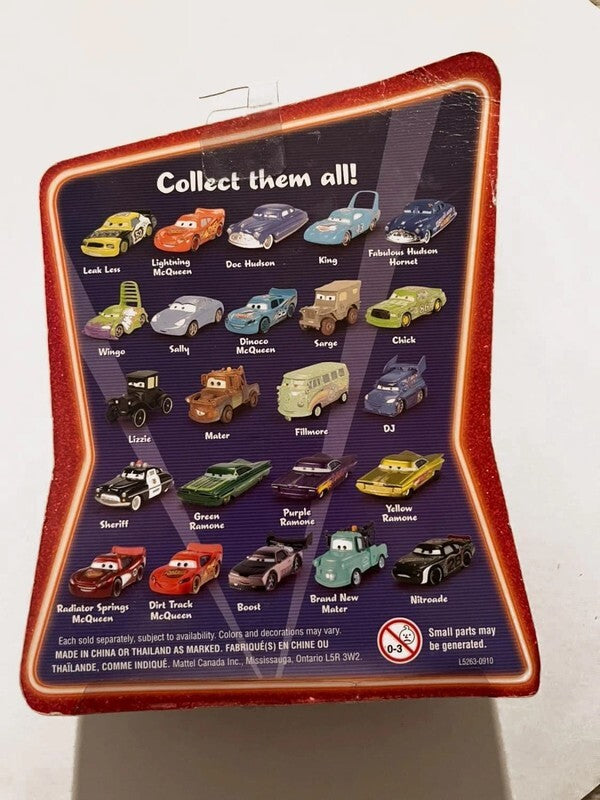 Collect them all!
Leak Less
Lightning
McQueen
Doc Hudson
King
Fabulous Hudson
Hornet
Wingo
Sally
Dinoco
McQueen
Sarge
Chick
Lizzie
Mater
Fillmore
DJ
Sheriff
Green
Ramone
Purple
Ramone
Yellow
Ramone
Radiator Springs
McQueen
Dirt Track
McQueen
Boost
Brand New
Mater
Nitroade
Each sold separately, subject to availability. Colors and decorations may vary.
MADE IN CHINA OR THAILAND AS MARKED. FABRIQUÉ(S) EN CHINE OU
THAÏLANDE, COMME INDIQUÉ. Mattel Canada Inc., Mississauga, Ontario L5R 3W2.
0-3
Small parts may
be generated.
L5263-0910